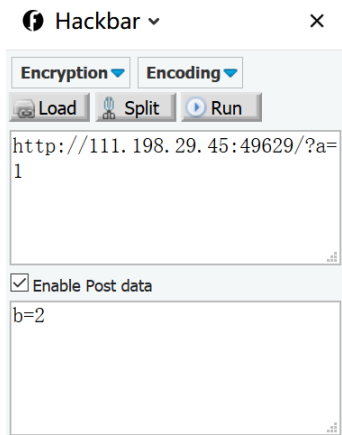 Hackbar
Encryption Encoding
Load Split Run
http://111.198.29.45:49629/?a=
1
Enable Post data
b=2